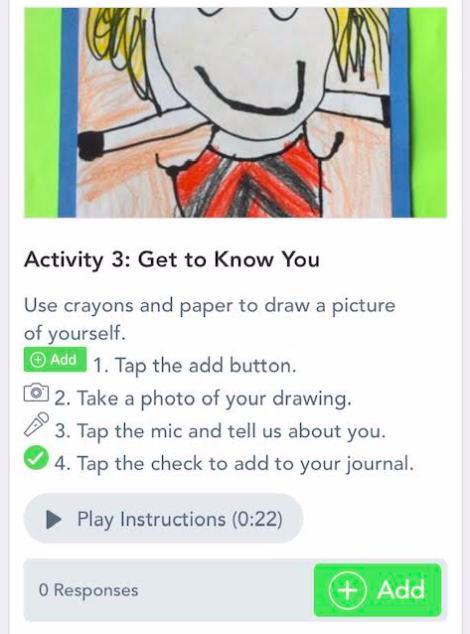 Activity 3: Get to Know You
Use crayons and paper to draw a picture
of yourself.
Add 1. Tap the add button.
2. Take a photo of your drawing.
3. Tap the mic and tell us about you.
4. Tap the check to add to your journal.
Play Instructions (0:22)
0 Responses Add